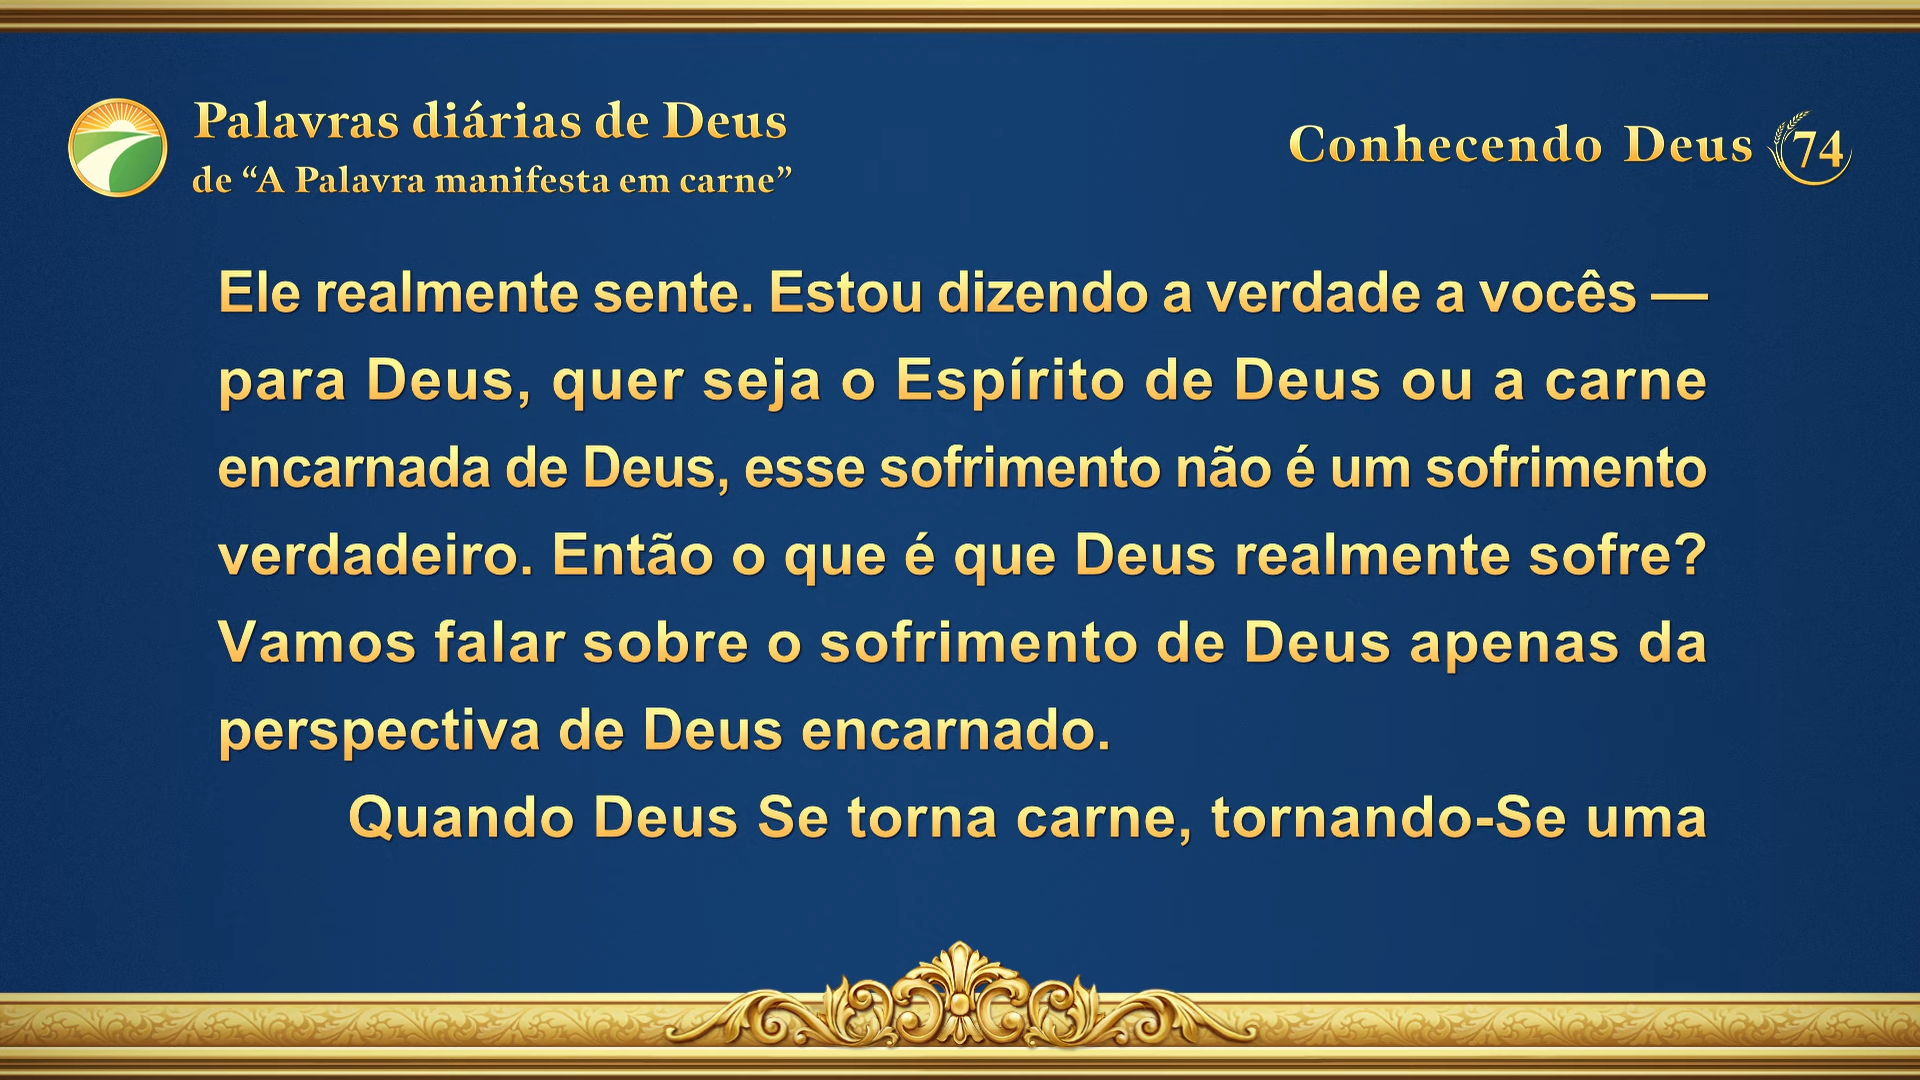 Palavras diárias de Deus
de “A Palavra manifesta em carne”
Conhecendo Deus 74
Ele realmente sente. Estou dizendo a verdade a vocês —
para Deus, quer seja o Espírito de Deus ou a carne
encarnada de Deus, esse sofrimento não é um sofrimento
verdadeiro. Então o que é que Deus realmente sofre?
Vamos falar sobre o sofrimento de Deus apenas da
perspectiva de Deus encarnado.
Quando Deus Se torna carne, tornando-Se uma